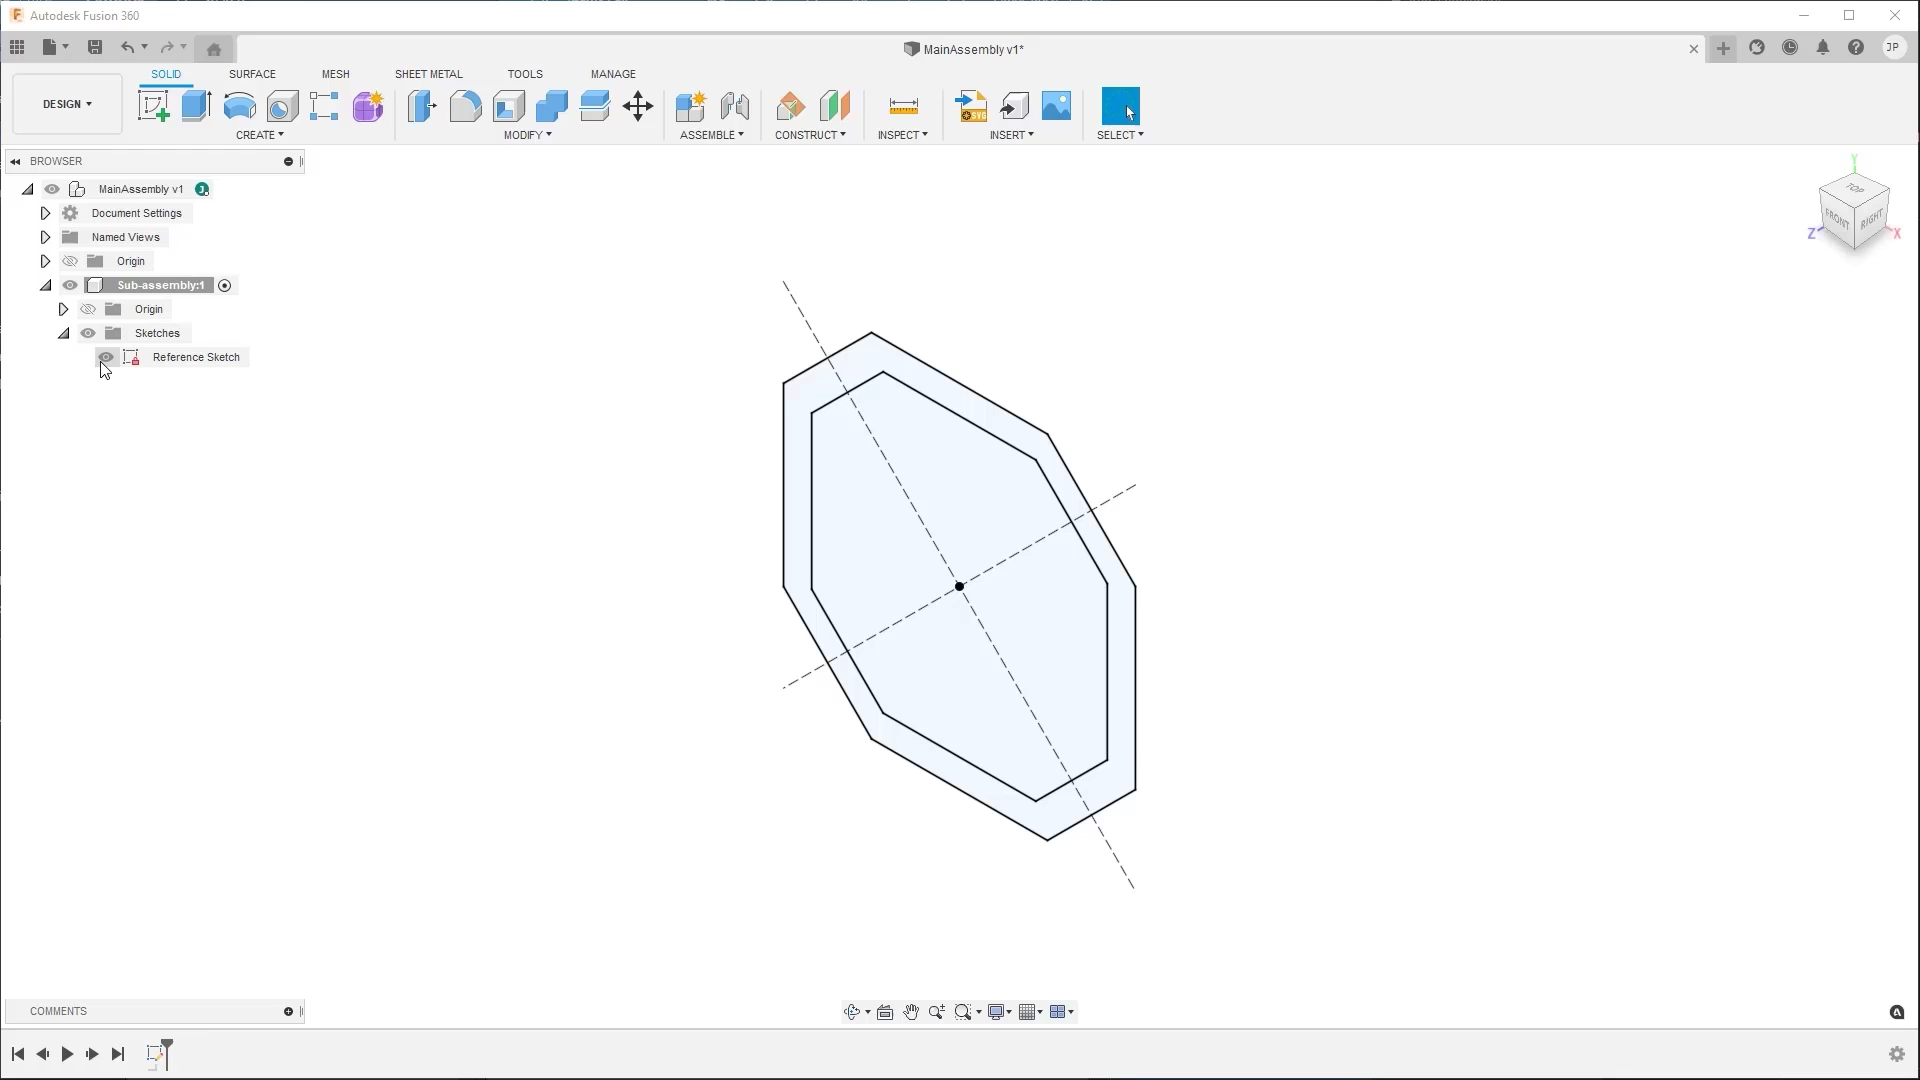 Autodesk Fusion 360
MainAssembly v1*
JP
DESIGN
SOLID SURFACE MESH SHEET METAL TOOLS MANAGE
CREATE MODIFY ASSEMBLE CONSTRUCT INSPECT INSERT SELECT
SVG
BROWSER
MainAssembly v1
Document Settings
Named Views
Origin
Sub-assembly:1
Origin
Sketches
Reference Sketch
Y
TOP
FRONT RIGHT
Z X
COMMENTS